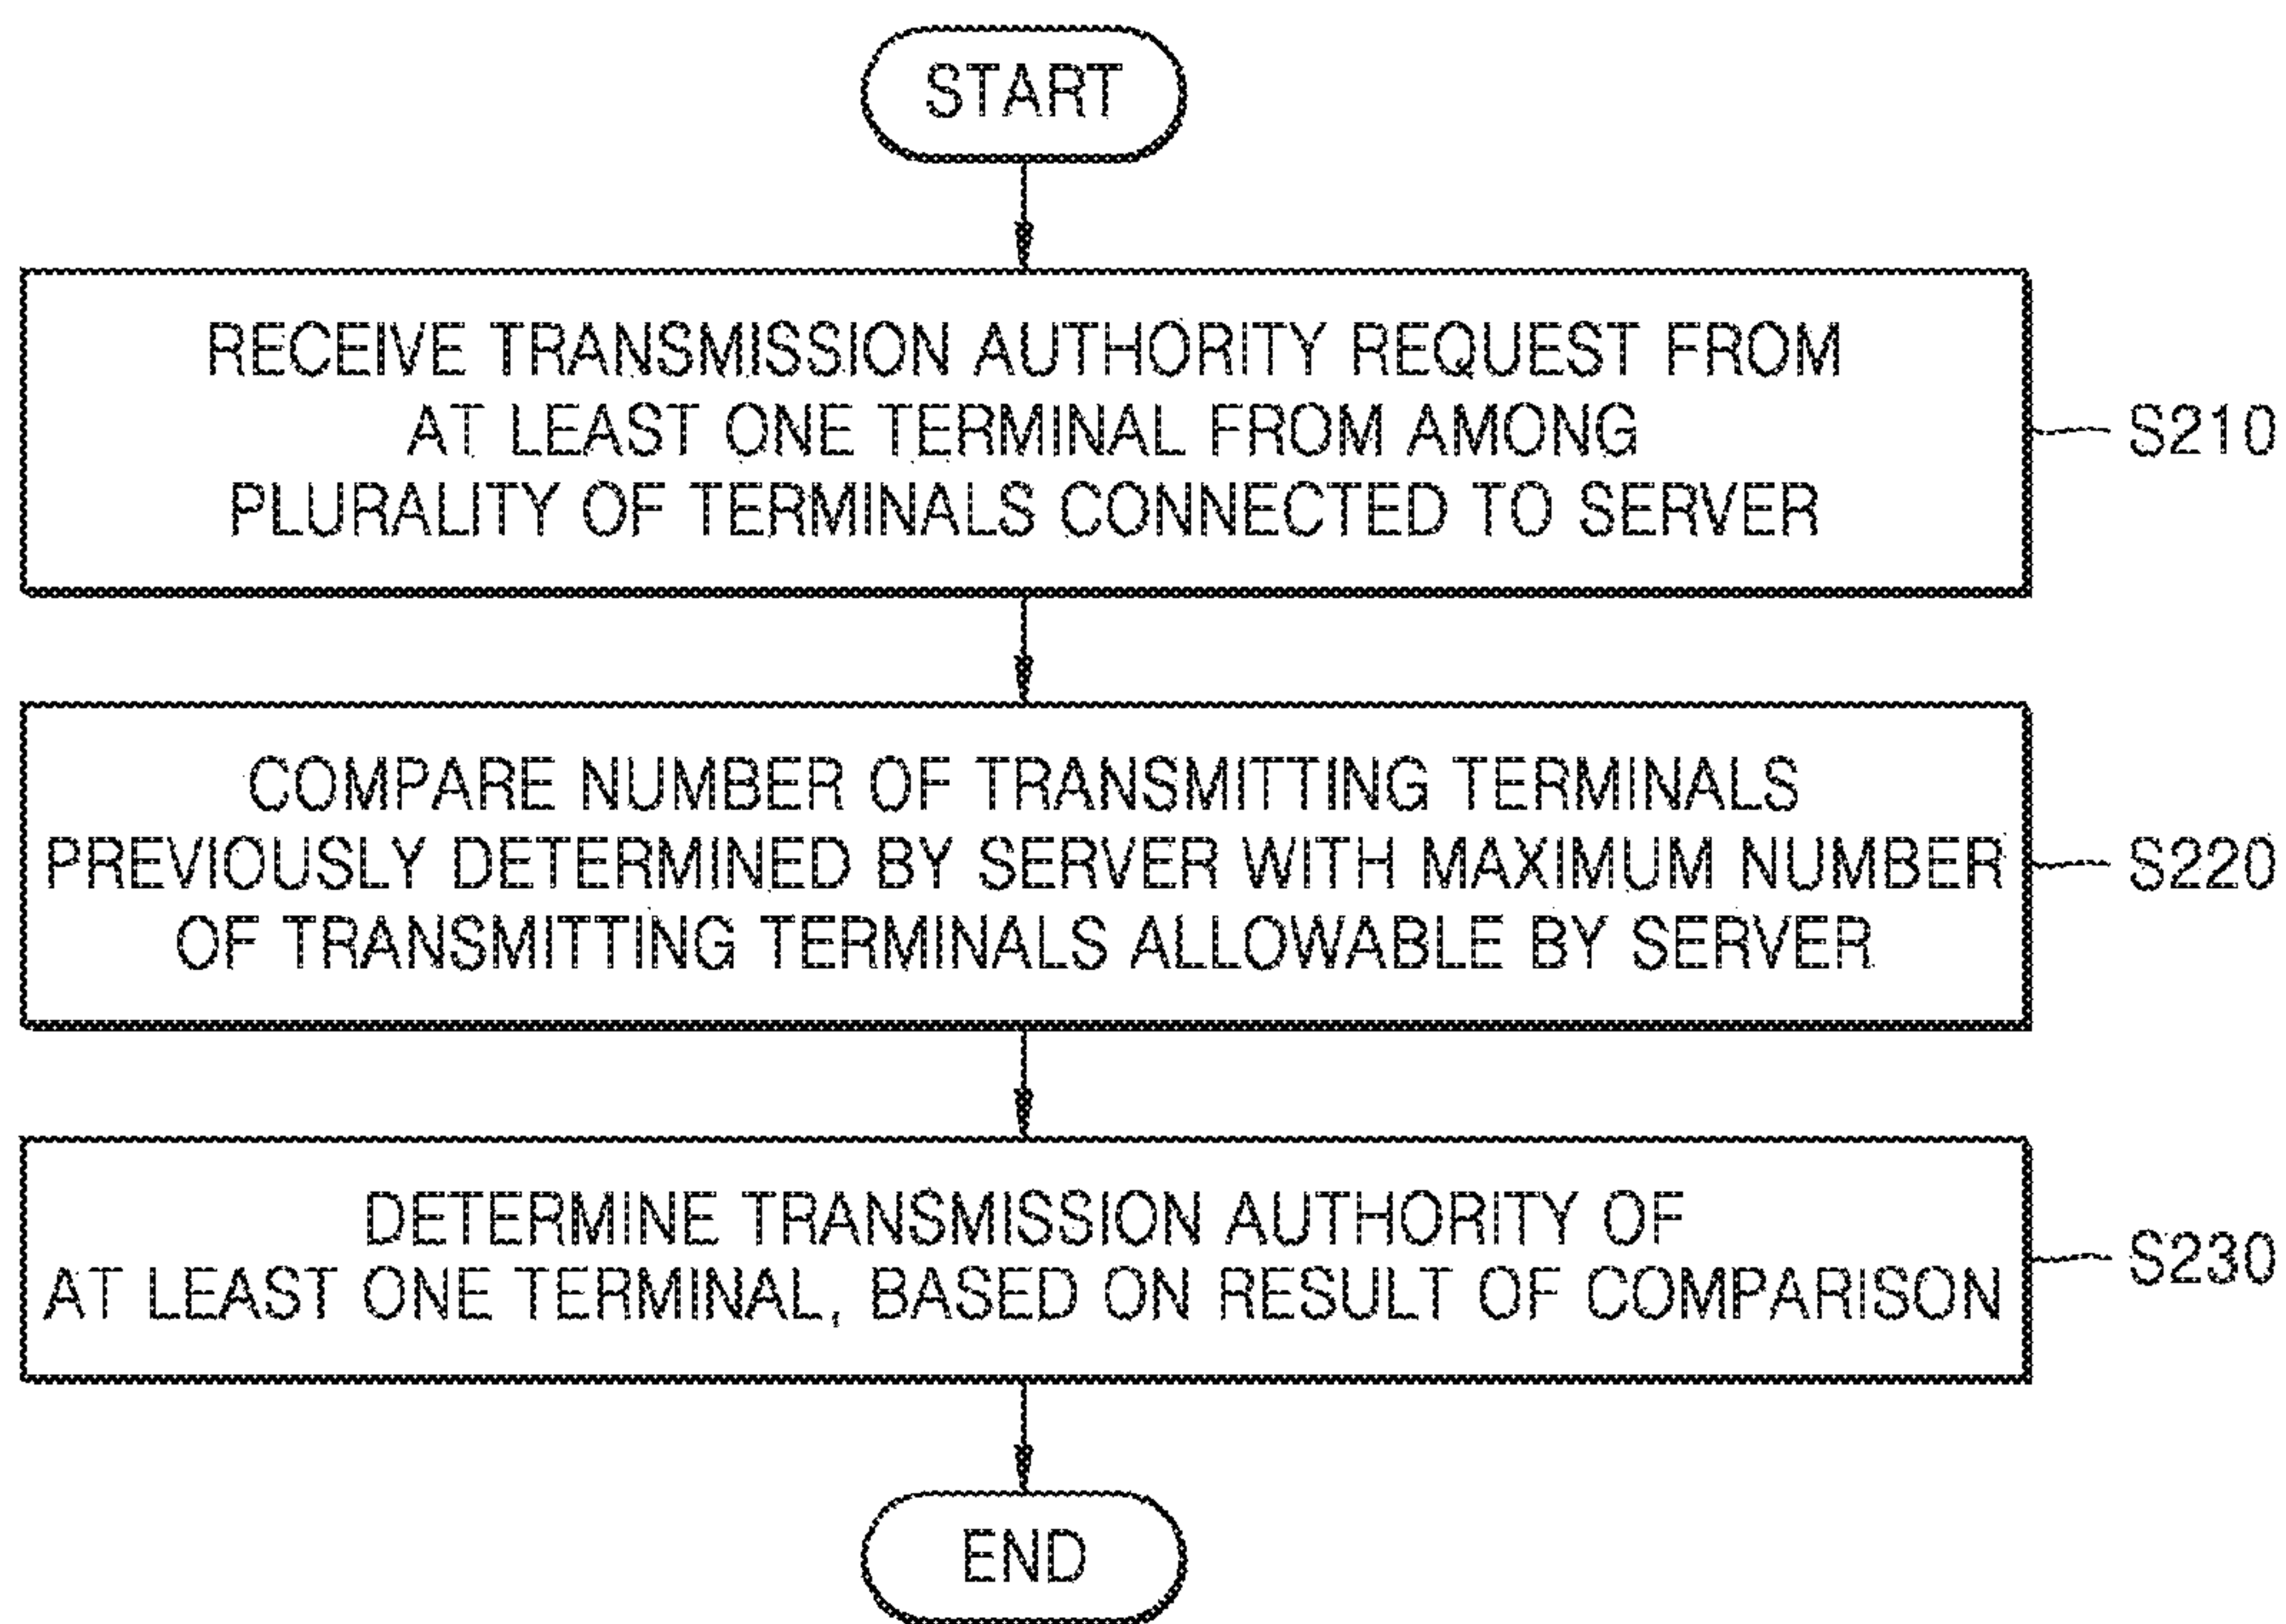 START
RECEIVE TRANSMISSION AUTHORITY REQUEST FROM
AT LEAST ONE TERMINAL FROM AMONG
PLURALITY OF TERMINALS CONNECTED TO SERVER
S210
COMPARE NUMBER OF TRANSMITTING TERMINALS
PREVIOUSLY DETERMINED BY SERVER WITH MAXIMUM NUMBER
OF TRANSMITTING TERMINALS ALLOWABLE BY SERVER
S220
DETERMINE TRANSMISSION AUTHORITY OF
AT LEAST ONE TERMINAL, BASED ON RESULT OF COMPARISON
S230
END